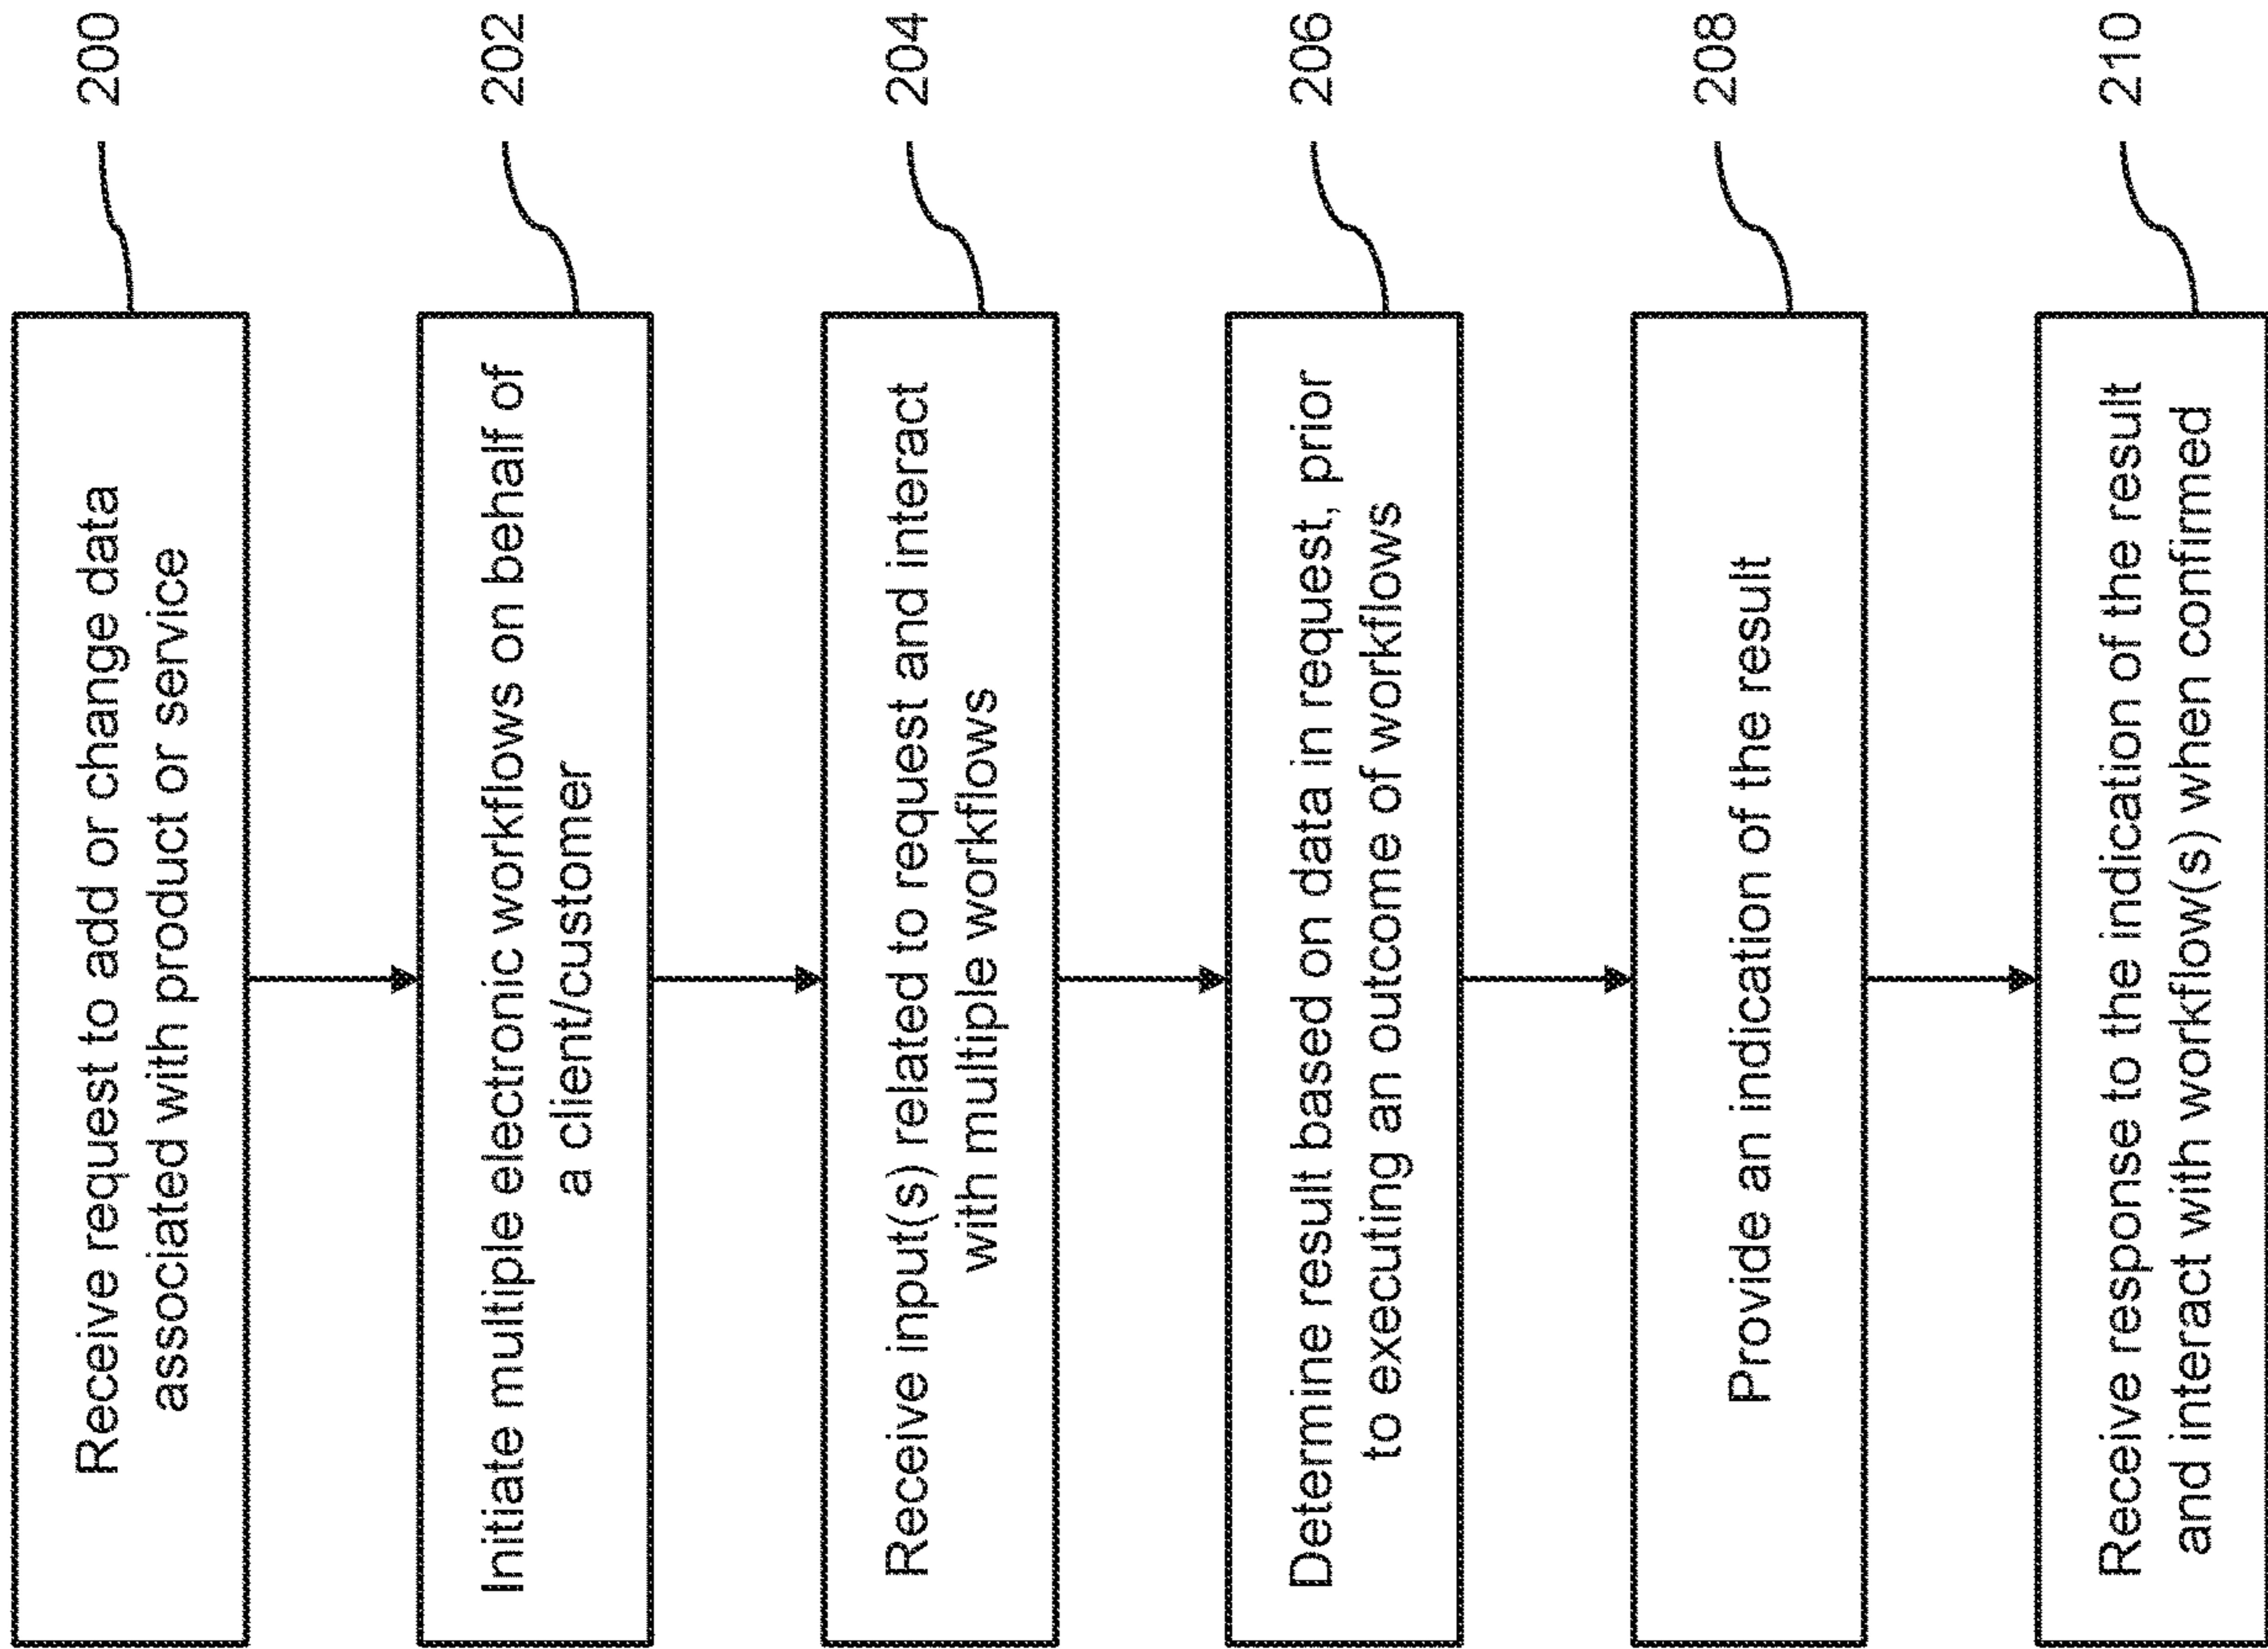 Receive request to add or change data
associated with product or service
200
Initiate multiple electronic workflows on behalf of
a client/customer
202
Receive input(s) related to request and interact
with multiple workflows
204
Determine result based on data in request, prior
to executing an outcome of workflows
206
Provide an indication of the result
208
Receive response to the indication of the result
and interact with workflow(s) when confirmed
210